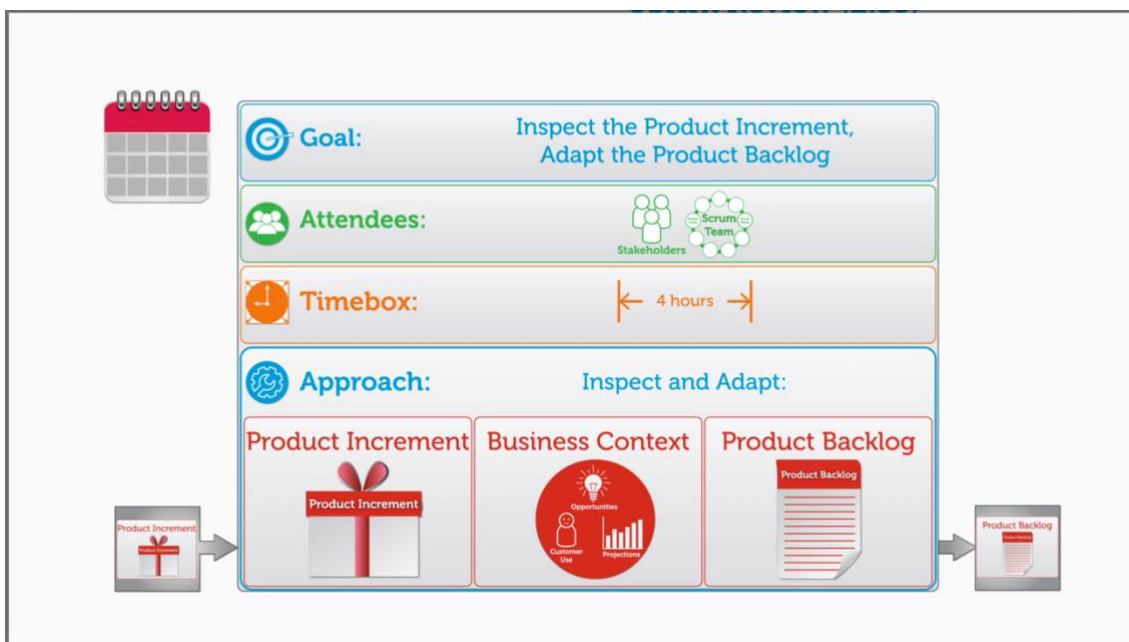 Goal:
Inspect the Product Increment,
Adapt the Product Backlog
Attendees:
Stakeholders
Scrum
Team
Timebox:
4 hours
Approach:
Inspect and Adapt:
Product Increment
Product Increment
Business Context
Opportunities
Customer
Use
Projections
Product Backlog
Product Backlog
Product Increment
Product Increment
Product Backlog
Product Backlog